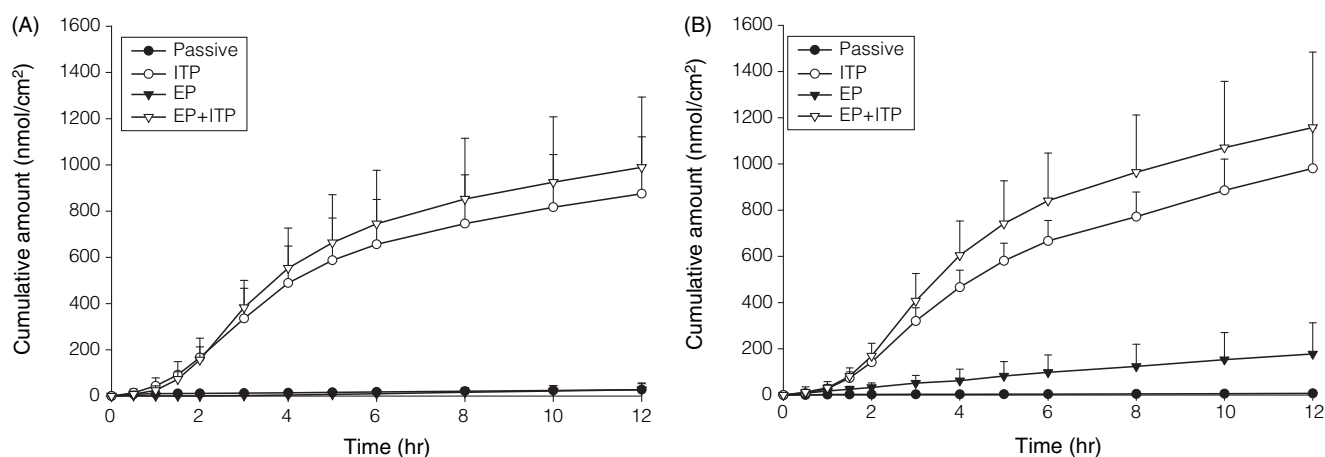 (A)
1600
1400
1200
1000
800
600
400
200
0
Cumulative amount (nmol/cm²)
Passive
ITP
EP
EP+ITP
0 2 4 6 8 10 12
Time (hr)
(B)
1600
1400
1200
1000
800
600
400
200
0
Cumulative amount (nmol/cm²)
Passive
ITP
EP
EP+ITP
0 2 4 6 8 10 12
Time (hr)